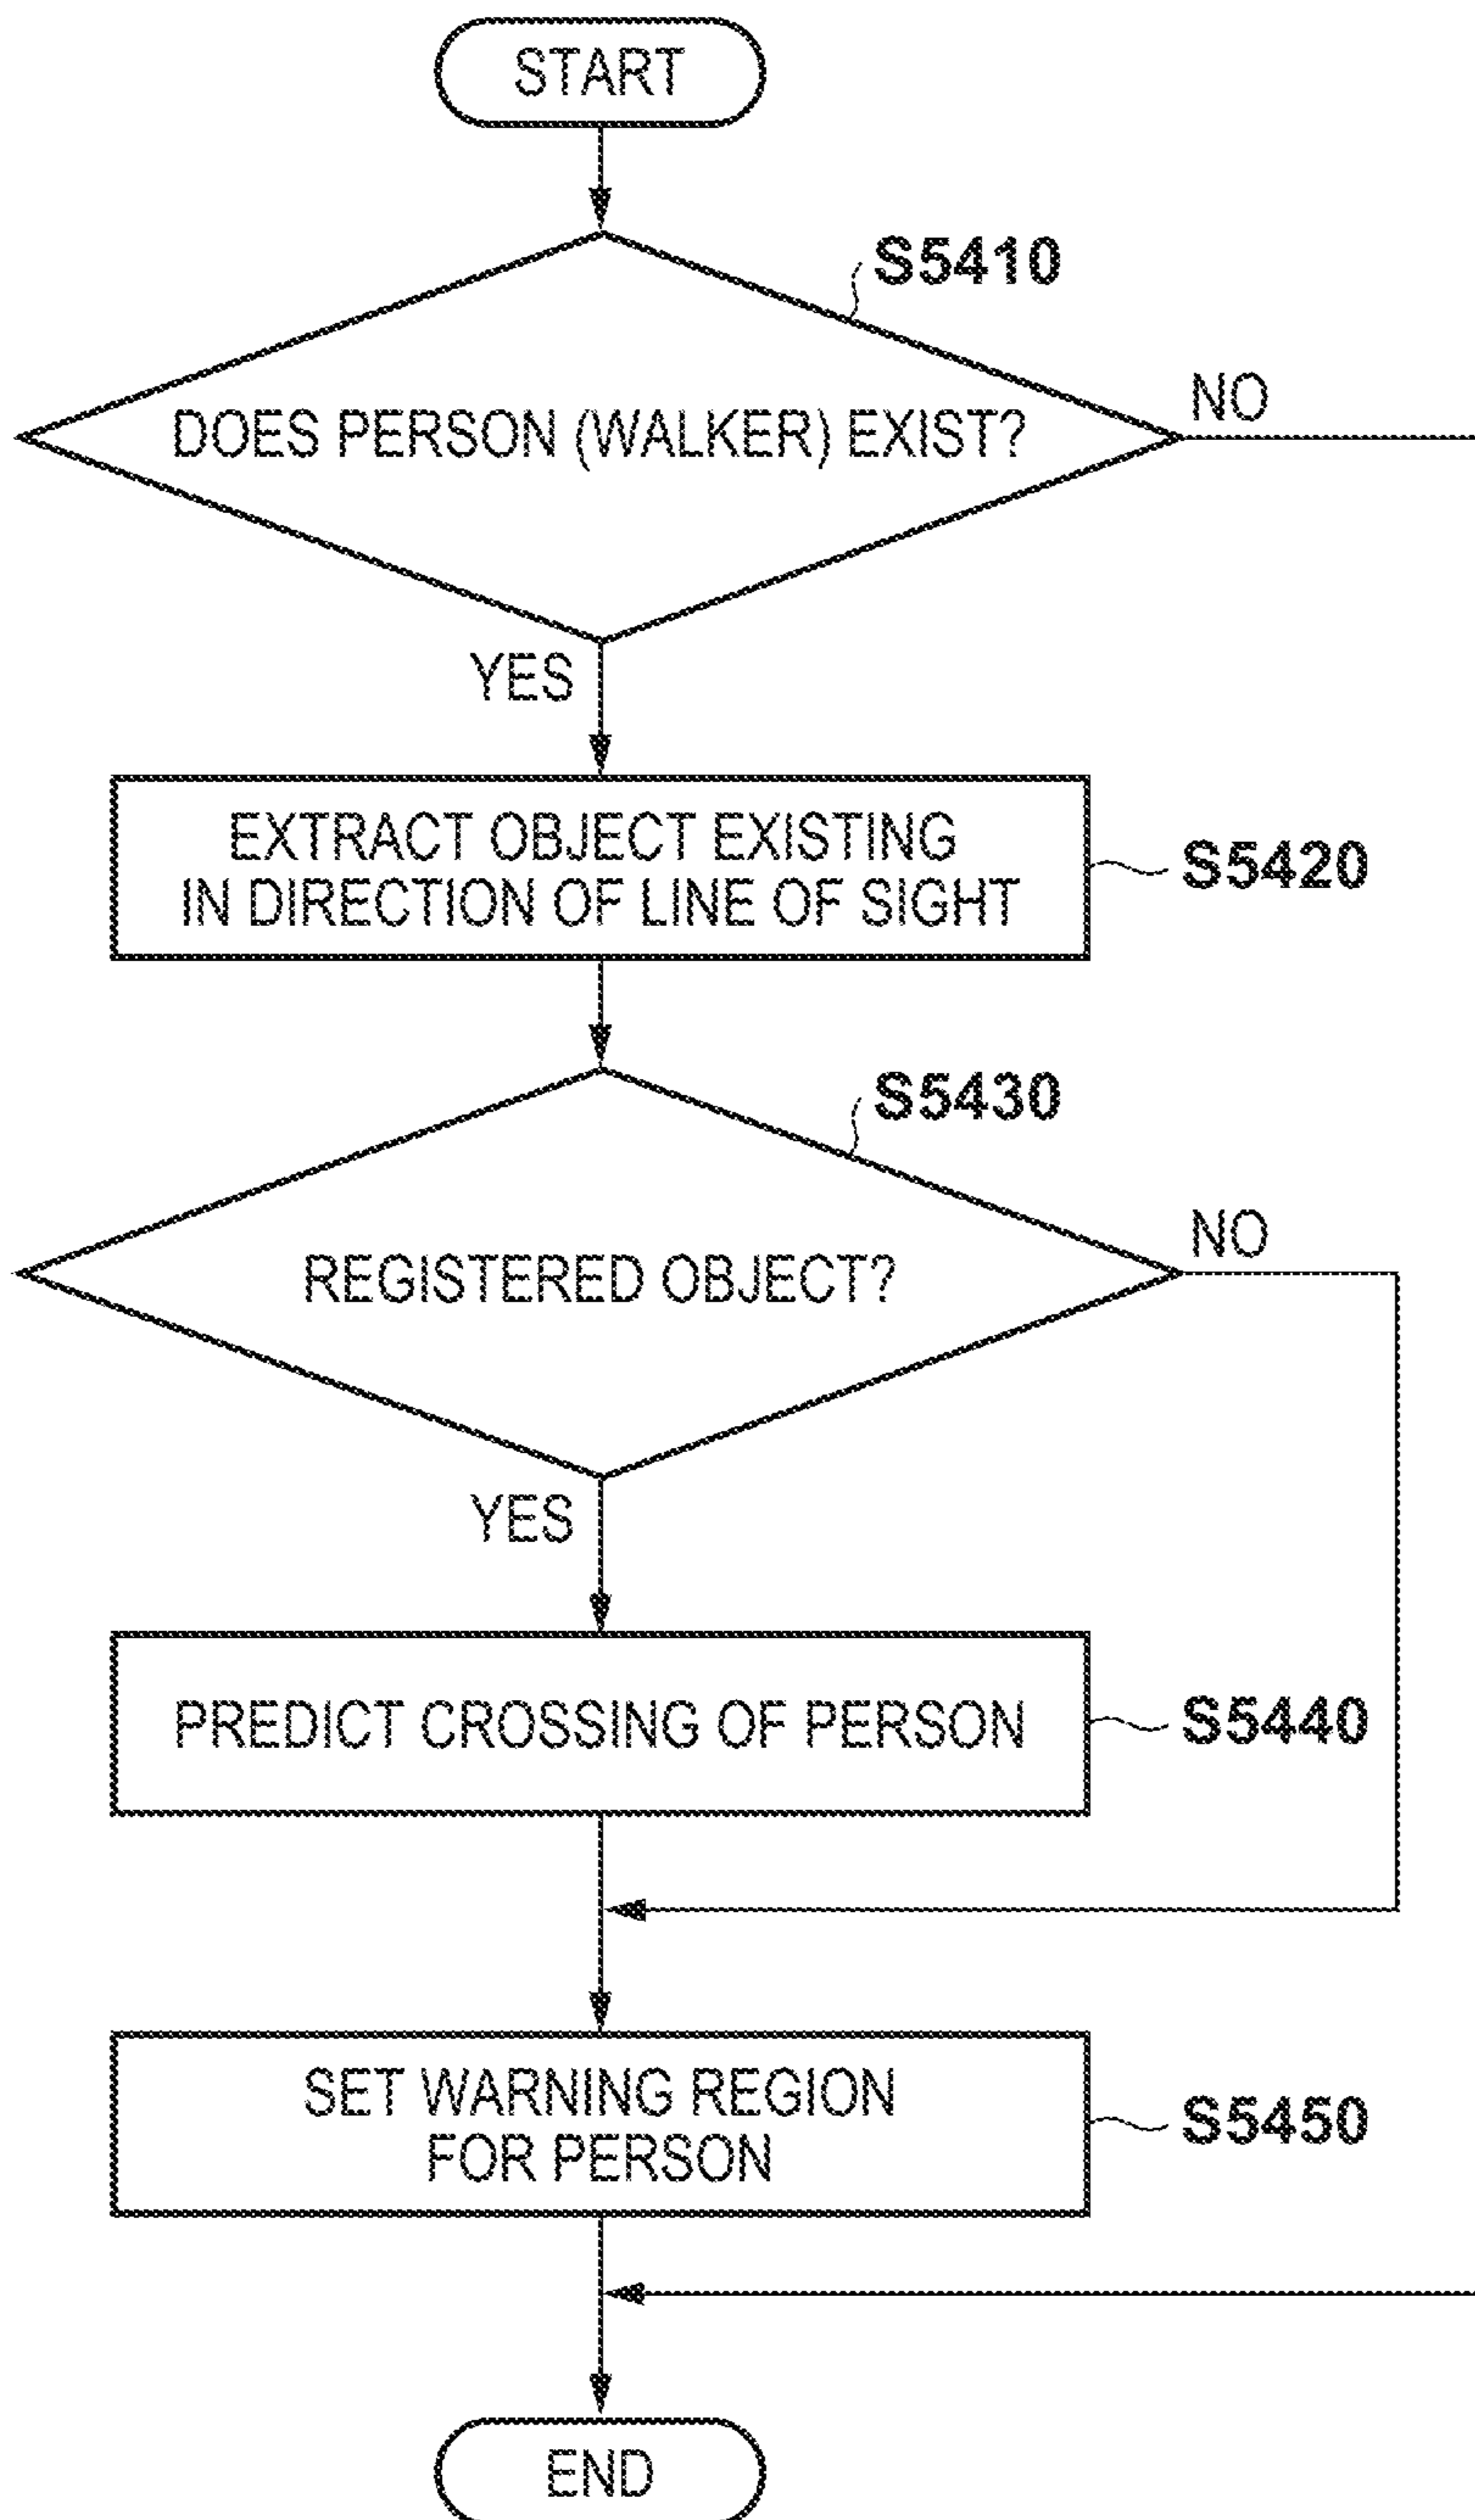 START
S5410
DOES PERSON (WALKER) EXIST?
NO
YES
EXTRACT OBJECT EXISTING
IN DIRECTION OF LINE OF SIGHT
S5420
S5430
REGISTERED OBJECT?
NO
YES
PREDICT CROSSING OF PERSON
S5440
SET WARNING REGION
FOR PERSON
S5450
END